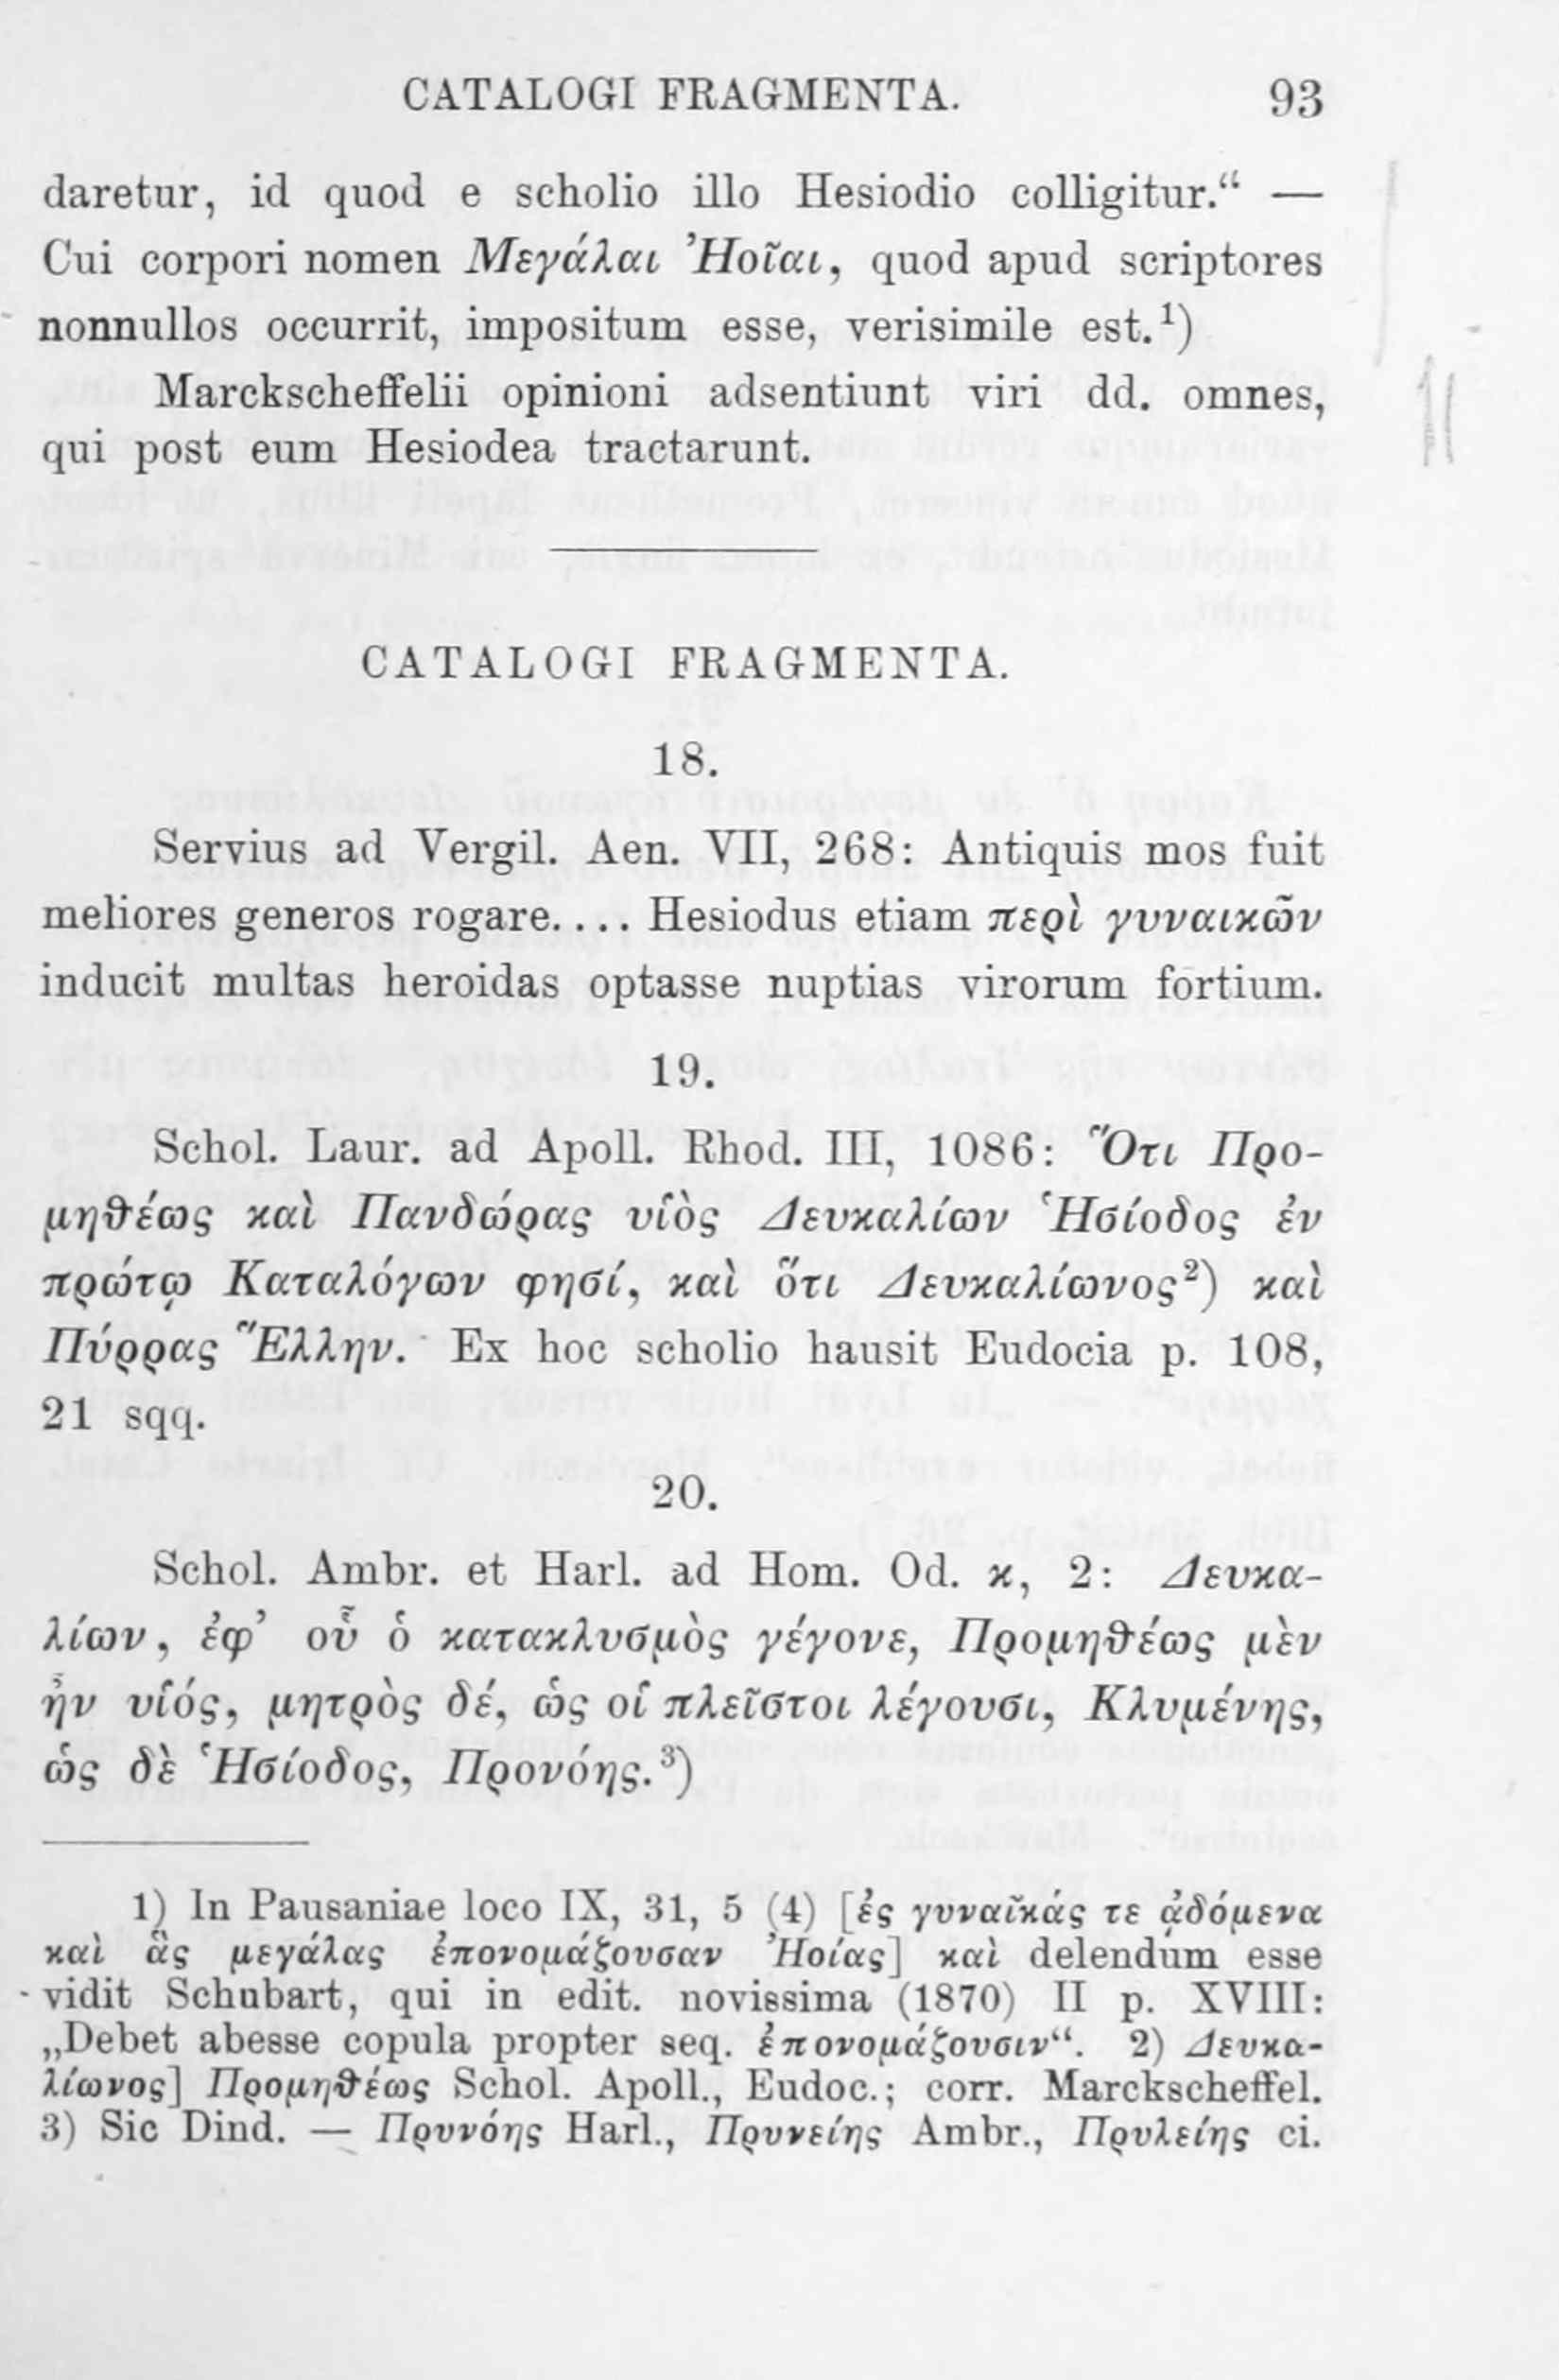 CATALOGI FRAGMENTA. 93
daretur, id quod e scholio illo Hesiodio colligitur.“ —
Cui corpori nomen Μεγάλαι Ἠοῖαι, quod apud scriptores
nonnullos occurrit, impositum esse, verisimile est.¹)
Marckscheffelii opinioni adsentiunt viri dd. omnes,
qui post eum Hesiodea tractarunt.
CATALOGI FRAGMENTA.
18.
Servius ad Vergil. Aen. VII, 268: Antiquis mos fuit
meliores generos rogare.... Hesiodus etiam περὶ γυναικῶν
inducit multas heroidas optasse nuptias virorum fortium.
19.
Schol. Laur. ad Apoll. Rhod. III, 1086: Ὅτι Προ-
μηθέως καὶ Πανδώρας υἱὸς Δευκαλίων Ἡσίοδος ἐν
πρώτῳ Καταλόγων φησί, καὶ ὅτι Δευκαλίωνος²) καὶ
Πύρρας Ἕλλην. Ex hoc scholio hausit Eudocia p. 108,
21 sqq.
20.
Schol. Ambr. et Harl. ad Hom. Od. κ, 2: Δευκα-
λίων, ἐφ’ οὗ ὁ κατακλυσμὸς γέγονε, Προμηθέως μὲν
ἦν υἱός, μητρὸς δέ, ὡς οἱ πλεῖστοι λέγουσι, Κλυμένης,
ὡς δὲ Ἡσίοδος, Προνόης.³)
1) In Pausaniae loco IX, 31, 5 (4) [ἐς γυναῖκάς τε ᾀδόμενα
καὶ ἃς μεγάλας ἐπονομάζουσαν Ἠοίας] καὶ delendum esse
vidit Schubart, qui in edit. novissima (1870) II p. XVIII:
„Debet abesse copula propter seq. ἐπονομάζουσιν“. 2) Δευκα-
λίωνος] Προμηθέως Schol. Apoll., Eudoc.; corr. Marckscheffel.
3) Sic Dind. — Πρυνόης Harl., Πρυνείης Ambr., Πρυλείης ci.